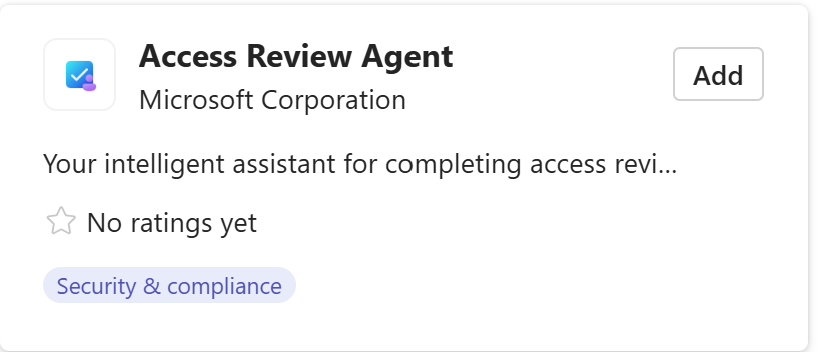 Access Review Agent
Microsoft Corporation
Add
Your intelligent assistant for completing access revi...
No ratings yet
Security & compliance